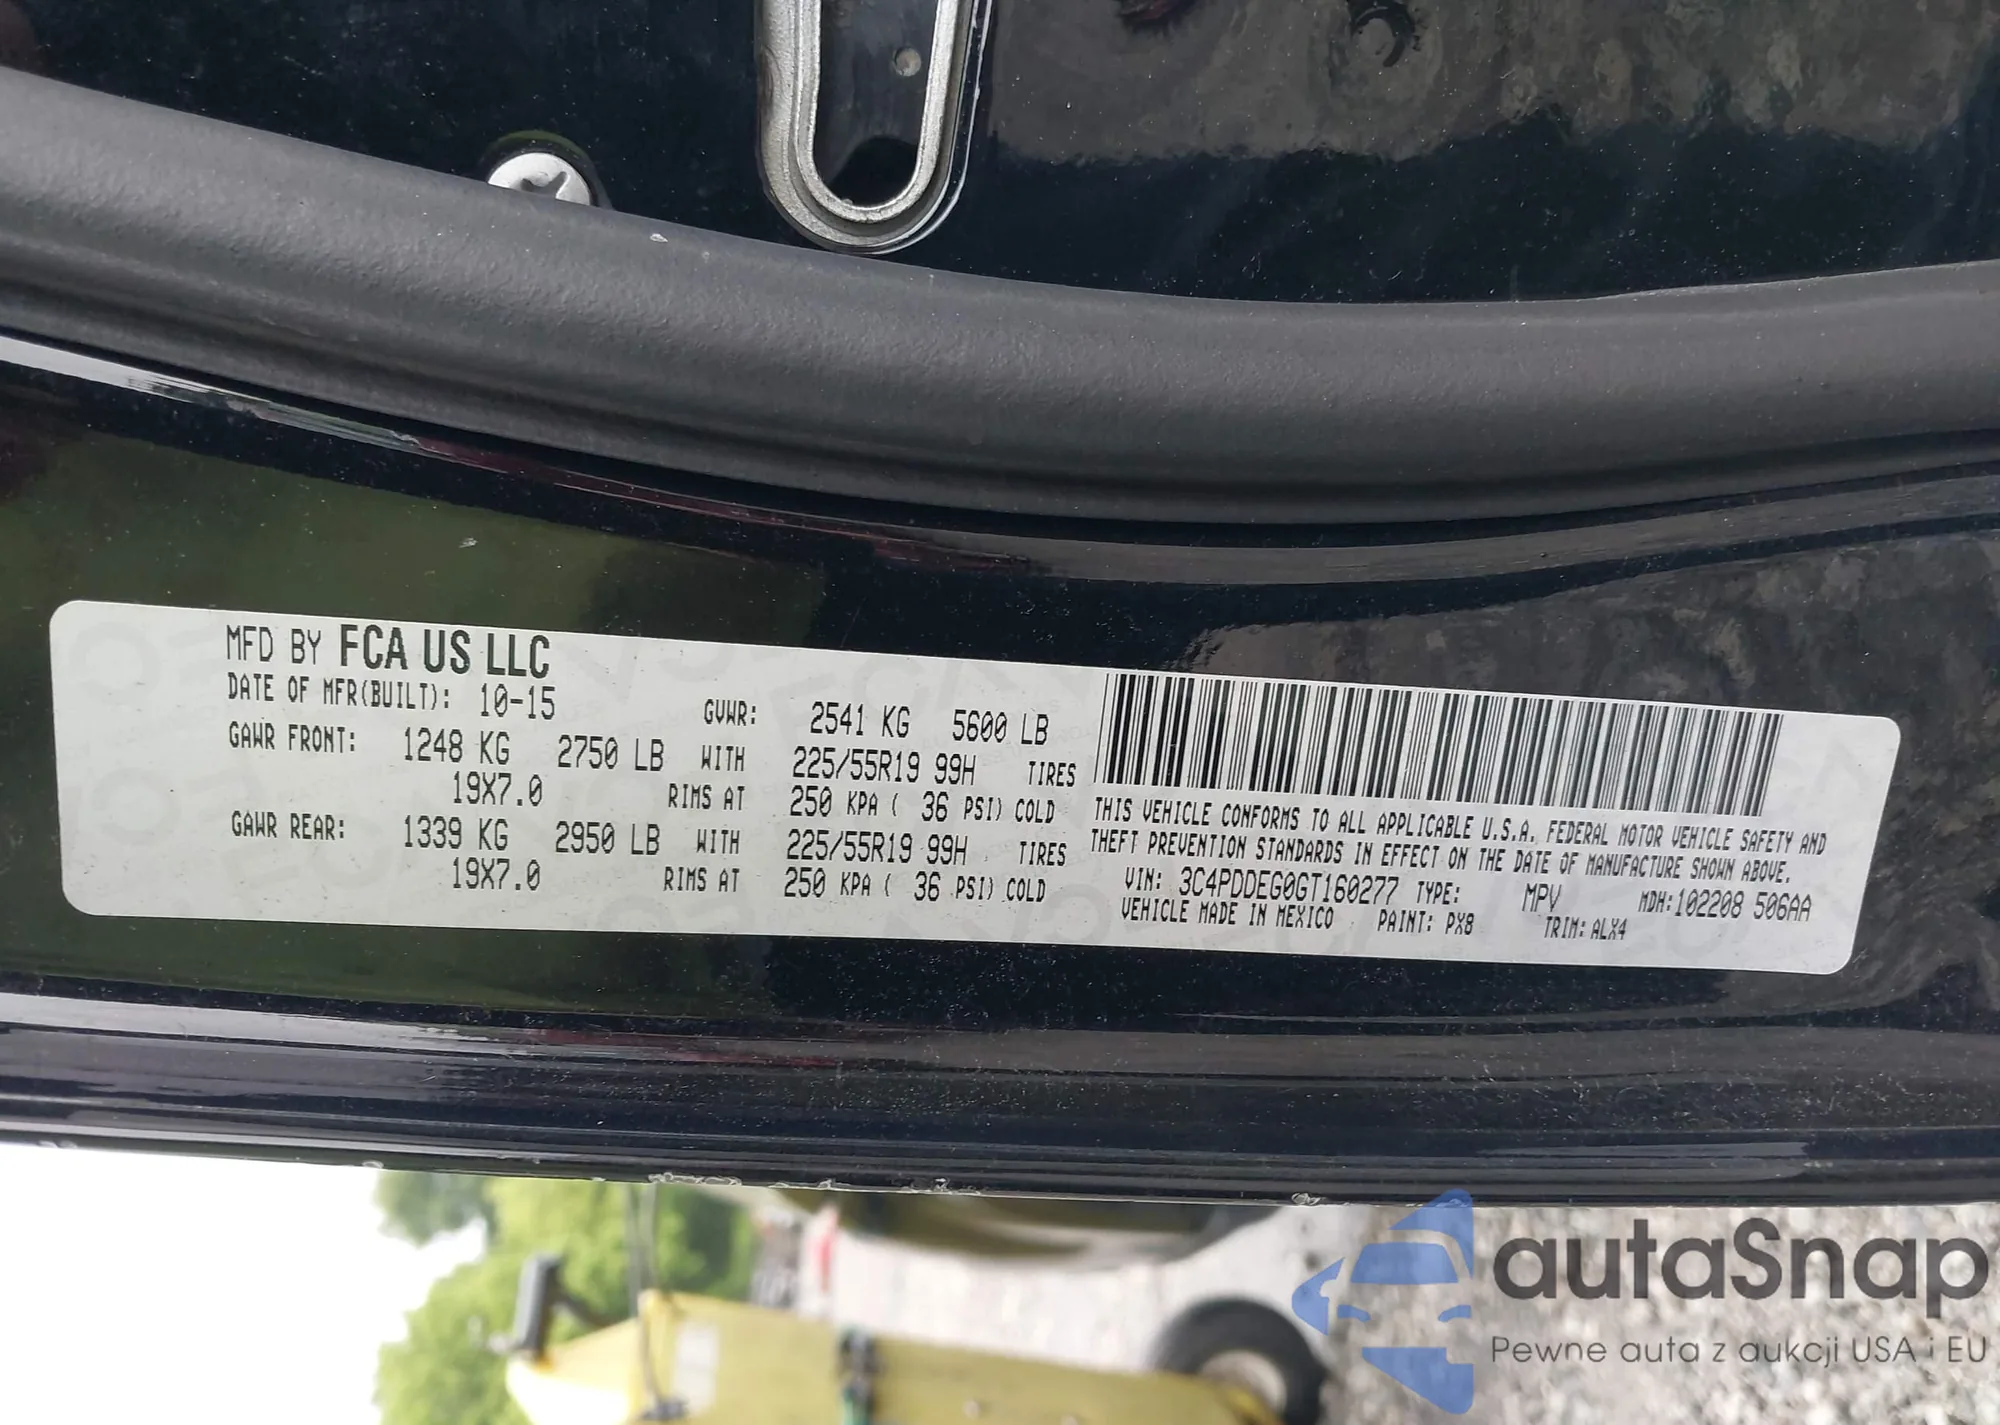 MFD BY FCA US LLC
DATE OF MFR(BUILT): 10-15 GVWR: 2541 KG 5600 LB
GAWR FRONT: 1248 KG 2750 LB WITH 225/55R19 99H TIRES
19X7.0 RIMS AT 250 KPA ( 36 PSI) COLD
GAWR REAR: 1339 KG 2950 LB WITH 225/55R19 99H TIRES
19X7.0 RIMS AT 250 KPA ( 36 PSI) COLD
THIS VEHICLE CONFORMS TO ALL APPLICABLE U.S.A. FEDERAL MOTOR VEHICLE SAFETY AND
THEFT PREVENTION STANDARDS IN EFFECT ON THE DATE OF MANUFACTURE SHOWN ABOVE.
VIN: 3C4PDDEG0GT160277 TYPE: MPV MDH:102208 506AA
VEHICLE MADE IN MEXICO PAINT: PX8 TRIM: ALX4
autaSnap
Pewne auta z aukcji USA i EU